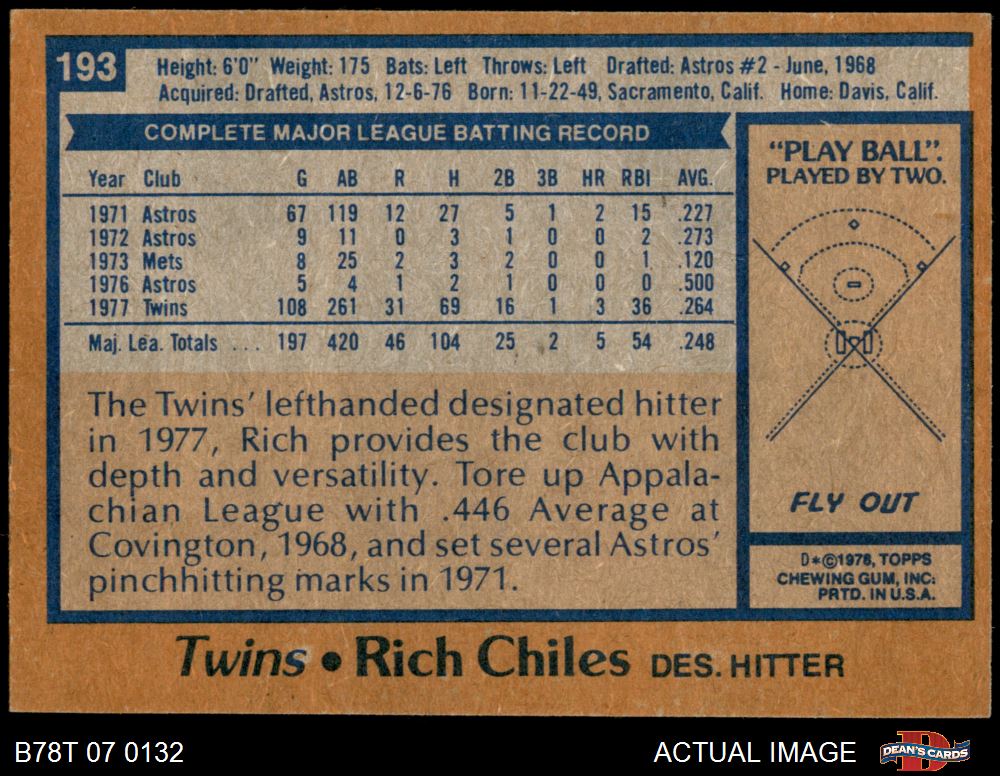 193
Height: 6'0" Weight: 175 Bats: Left Throws: Left Drafted: Astros #2 - June, 1968
Acquired: Drafted, Astros, 12-6-76 Born: 11-22-49, Sacramento, Calif. Home: Davis, Calif.
COMPLETE MAJOR LEAGUE BATTING RECORD
Year Club G AB R H 2B 3B HR RBI AVG.
1971 Astros 67 119 12 27 5 1 2 15 .227
1972 Astros 9 11 0 3 1 0 0 2 .273
1973 Mets 8 25 2 3 2 0 0 1 .120
1976 Astros 5 4 1 2 1 0 0 0 .500
1977 Twins 108 261 31 69 16 1 3 36 .264
Maj. Lea. Totals ... 197 420 46 104 25 2 5 54 .248
The Twins' lefthanded designated hitter
in 1977, Rich provides the club with
depth and versatility. Tore up Appala-
chian League with .446 Average at
Covington, 1968, and set several Astros'
pinchhitting marks in 1971.
"PLAY BALL".
PLAYED BY TWO.
FLY OUT
D*©1978, TOPPS
CHEWING GUM, INC.
PRTD. IN U.S.A.
Twins • Rich Chiles DES. HITTER
B78T 07 0132 ACTUAL IMAGE DEAN'S CARDS